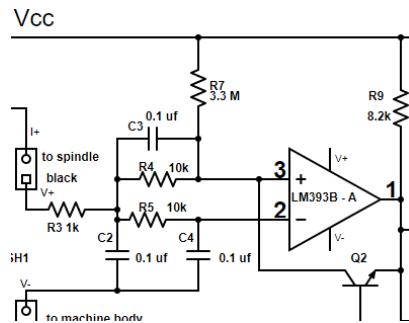 Vcc
R7
3.3 M
R9
8.2k
C3
0.1 uf
I+
to spindle
black
V+
R4
10k
3
+
V+
LM393B - A
1
R3 1k
R5
10k
2
−
V-
C2
0.1 uf
C4
0.1 uf
Q2
SH1
V-
to machine body